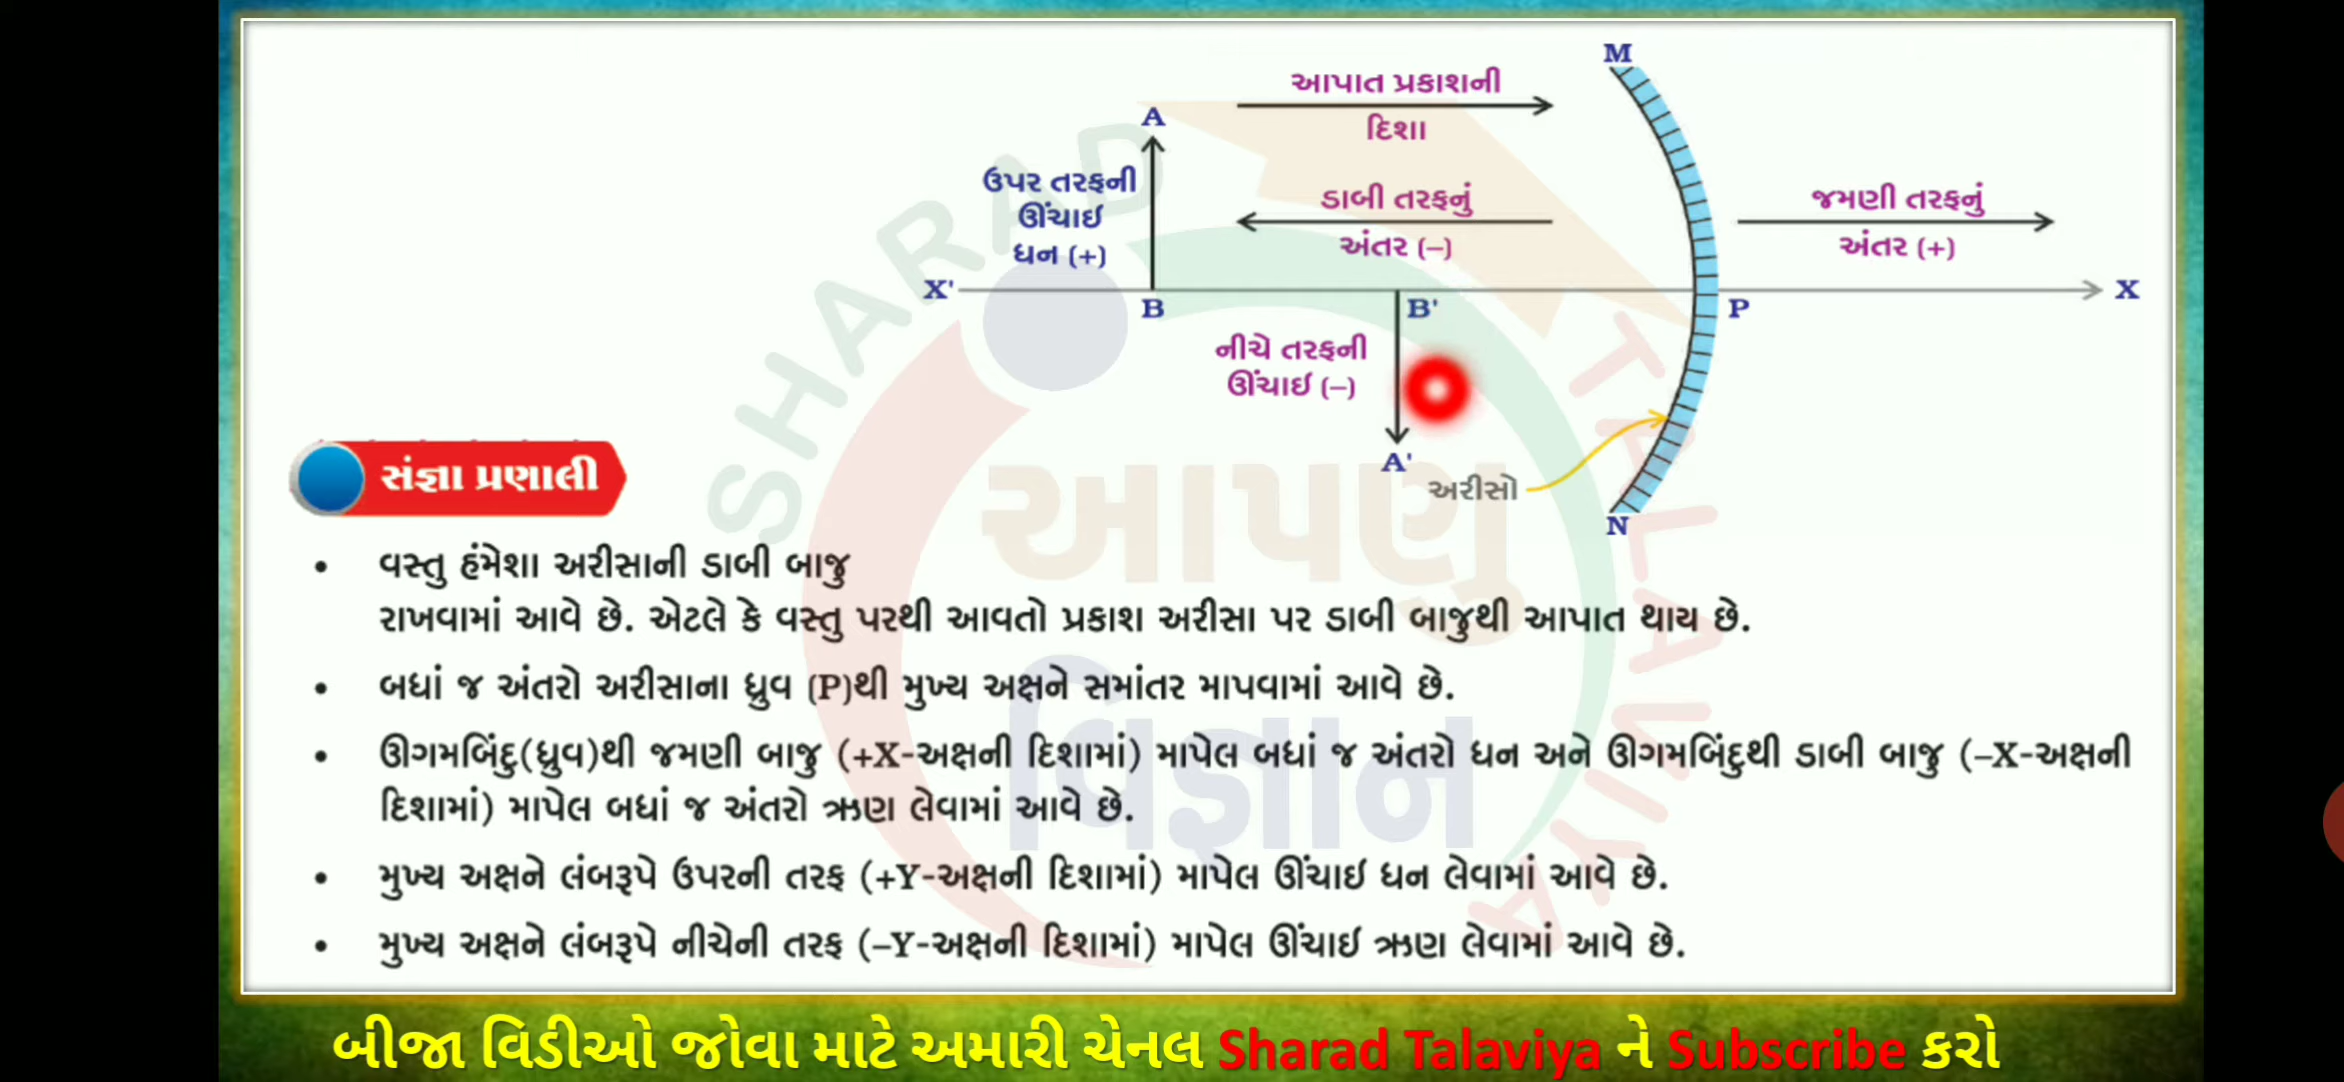 M
આપાત પ્રકાશની
દિશા
A
ઉપર તરફની
ઊંચાઈ
ધન (+)
ડાબી તરફનું
અંતર (–)
જમણી તરફનું
અંતર (+)
X'
B
B'
P
X
નીચે તરફની
ઊંચાઈ (–)
A'
અરીસો
N
સંજ્ઞા પ્રણાલી
• વસ્તુ હંમેશા અરીસાની ડાબી બાજુ
રાખવામાં આવે છે. એટલે કે વસ્તુ પરથી આવતો પ્રકાશ અરીસા પર ડાબી બાજુથી આપાત થાય છે.
• બધાં જ અંતરો અરીસાના ધ્રુવ (P)થી મુખ્ય અક્ષને સમાંતર માપવામાં આવે છે.
• ઊગમબિંદુ(ધ્રુવ)થી જમણી બાજુ (+X-અક્ષની દિશામાં) માપેલ બધાં જ અંતરો ધન અને ઊગમબિંદુથી ડાબી બાજુ (–X-અક્ષની
દિશામાં) માપેલ બધાં જ અંતરો ઋણ લેવામાં આવે છે.
• મુખ્ય અક્ષને લંબરૂપે ઉપરની તરફ (+Y-અક્ષની દિશામાં) માપેલ ઊંચાઈ ધન લેવામાં આવે છે.
• મુખ્ય અક્ષને લંબરૂપે નીચેની તરફ (–Y-અક્ષની દિશામાં) માપેલ ઊંચાઈ ઋણ લેવામાં આવે છે.
SHARAD TALAVIYA
આપણુ
વિજ્ઞાન
બીજા વિડીઓ જોવા માટે અમારી ચેનલ Sharad Talaviya ને Subscribe કરો